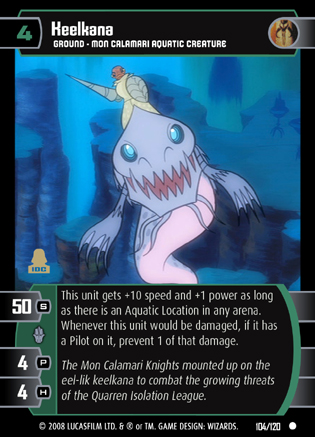 4
Keelkana
GROUND - MON CALAMARI AQUATIC CREATURE
IDC
50 S
This unit gets +10 speed and +1 power as long
as there is an Aquatic Location in any arena.
Whenever this unit would be damaged, if it has
a Pilot on it, prevent 1 of that damage.
4 P
4 H
The Mon Calamari Knights mounted up on the
eel-lik keelkana to combat the growing threats
of the Quarren Isolation League.
© 2008 LUCASFILM LTD. & ® or TM. GAME DESIGN: WIZARDS. 104/120